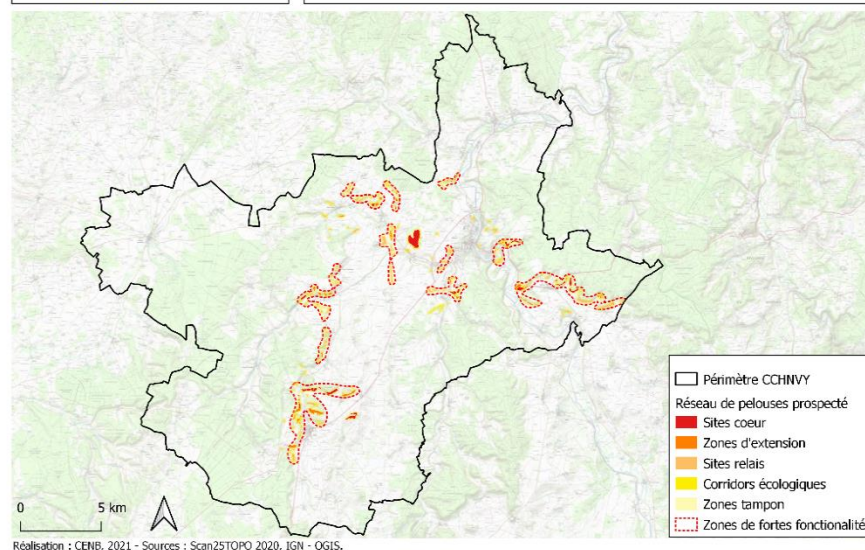 Périmètre CCHNVY
Réseau de pelouses prospecté
Sites coeur
Zones d'extension
Sites relais
Corridors écologiques
Zones tampon
Zones de fortes fonctionalité
0 5 km
Réalisation : CENB, 2021 - Sources : Scan25TOPO 2020, IGN - OGIS.